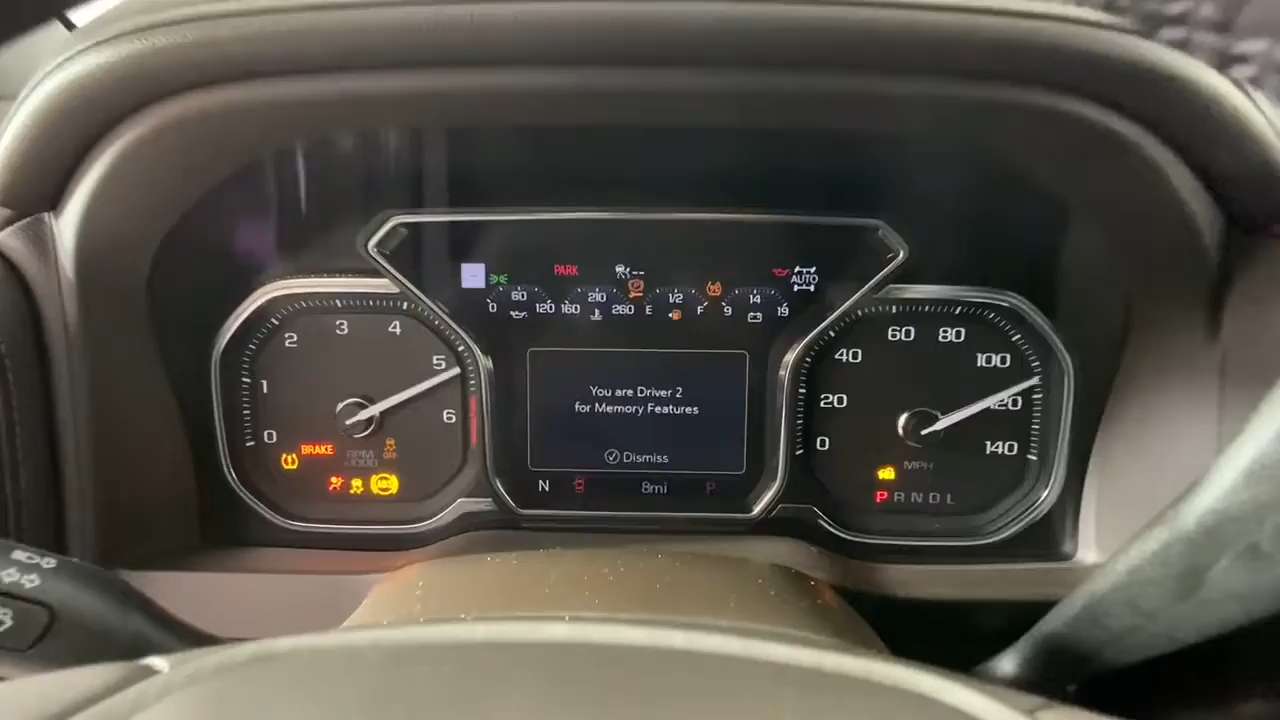 PARK
AUTO
60
0 120
210
160 260
1/2
E F
14
9 19
0 1 2 3 4 5 6
BRAKE
RPM
x1000
OFF
ABS
You are Driver 2
for Memory Features
Dismiss
N 8mi P
0 20 40 60 80 100 120 140
MPH
P R N D L